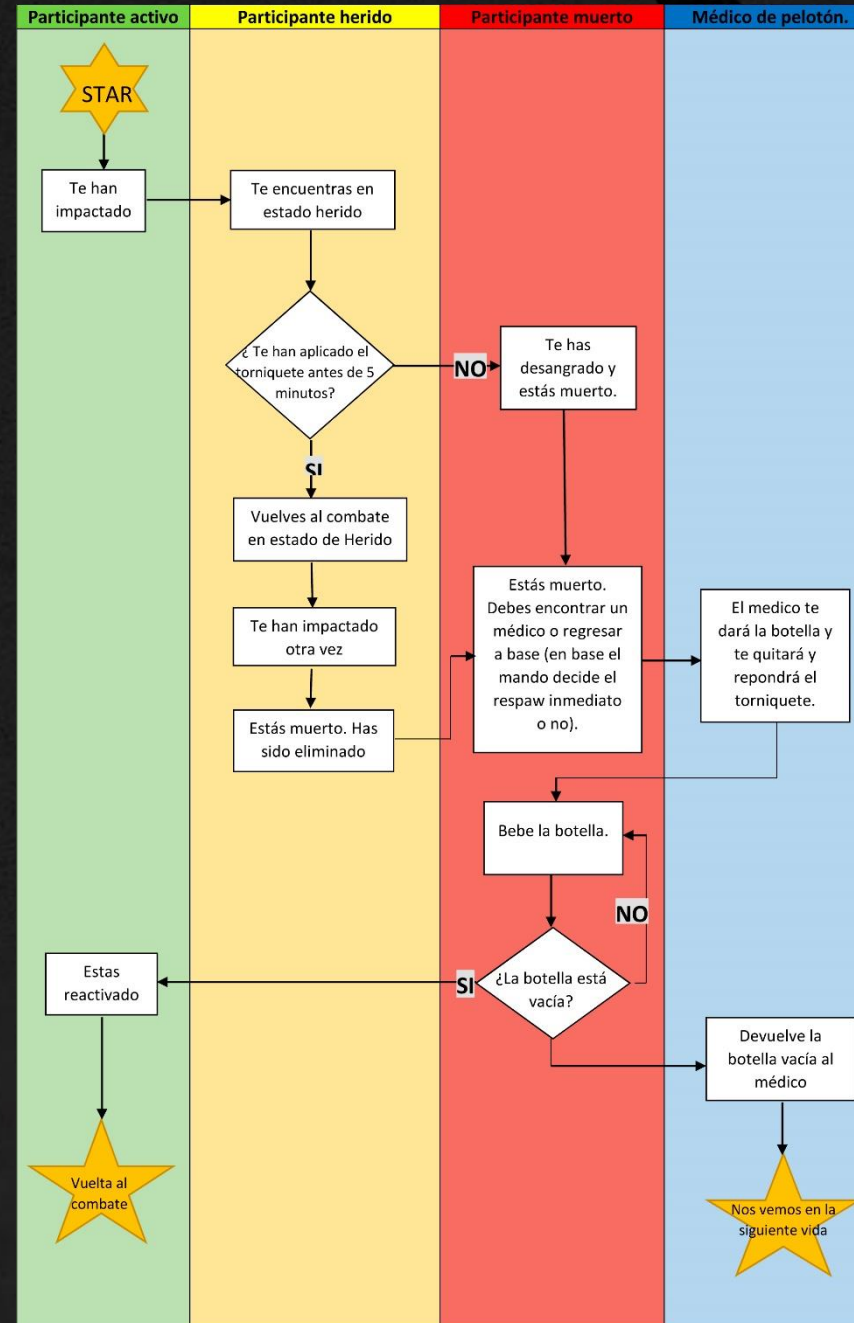 Participante activo
Participante herido
Participante muerto
Médico de pelotón.
STAR
Te han
impactado
Te encuentras en
estado herido
¿ Te han aplicado el
torniquete antes de 5
minutos?
NO
Te has
desangrado y
estás muerto.
SI
Vuelves al combate
en estado de Herido
Te han impactado
otra vez
Estás muerto. Has
sido eliminado
Estás muerto.
Debes encontrar un
médico o regresar
a base (en base el
mando decide el
respaw inmediato
o no).
El medico te
dará la botella y
te quitará y
repondrá el
torniquete.
Bebe la botella.
NO
¿La botella está
vacía?
SI
Estas
reactivado
Devuelve la
botella vacía al
médico
Vuelta al
combate
Nos vemos en la
siguiente vida